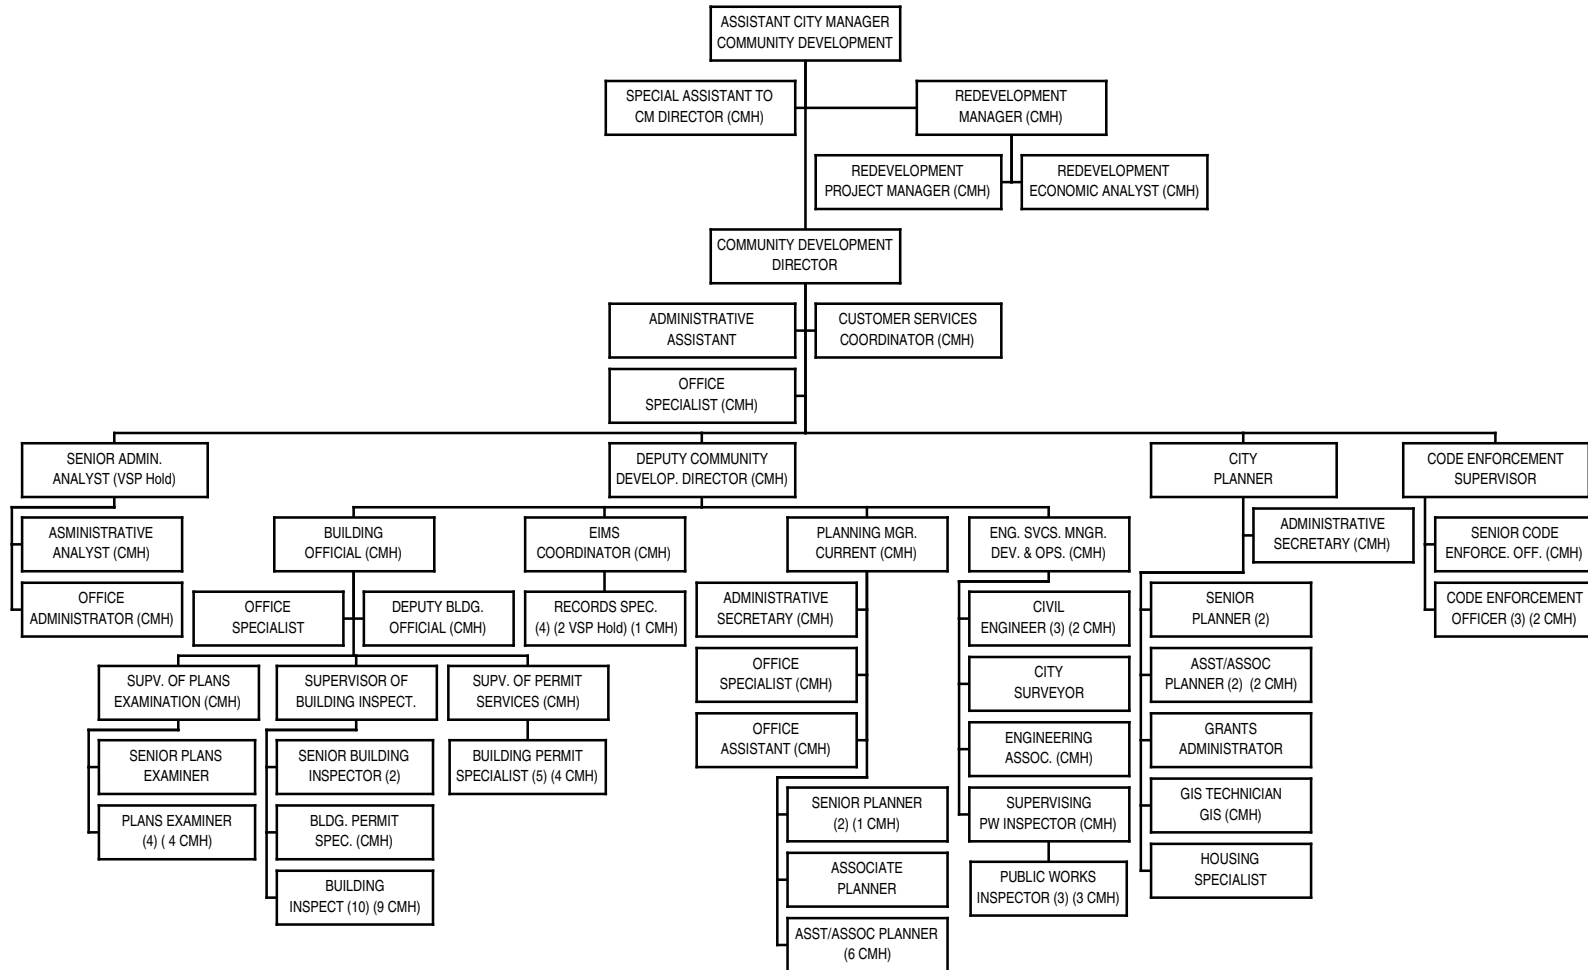 ASSISTANT CITY MANAGER
COMMUNITY DEVELOPMENT
SPECIAL ASSISTANT TO
CM DIRECTOR (CMH)
REDEVELOPMENT
MANAGER (CMH)
REDEVELOPMENT
PROJECT MANAGER (CMH)
REDEVELOPMENT
ECONOMIC ANALYST (CMH)
COMMUNITY DEVELOPMENT
DIRECTOR
ADMINISTRATIVE
ASSISTANT
CUSTOMER SERVICES
COORDINATOR (CMH)
OFFICE
SPECIALIST (CMH)
SENIOR ADMIN.
ANALYST (VSP Hold)
DEPUTY COMMUNITY
DEVELOP. DIRECTOR (CMH)
CITY
PLANNER
CODE ENFORCEMENT
SUPERVISOR
ASMINISTRATIVE
ANALYST (CMH)
OFFICE
ADMINISTRATOR (CMH)
BUILDING
OFFICIAL (CMH)
EIMS
COORDINATOR (CMH)
PLANNING MGR.
CURRENT (CMH)
ENG. SVCS. MNGR.
DEV. & OPS. (CMH)
ADMINISTRATIVE
SECRETARY (CMH)
SENIOR CODE
ENFORCE. OFF. (CMH)
CODE ENFORCEMENT
OFFICER (3) (2 CMH)
OFFICE
SPECIALIST
DEPUTY BLDG.
OFFICIAL (CMH)
RECORDS SPEC.
(4) (2 VSP Hold) (1 CMH)
ADMINISTRATIVE
SECRETARY (CMH)
CIVIL
ENGINEER (3) (2 CMH)
SENIOR
PLANNER (2)
SUPV. OF PLANS
EXAMINATION (CMH)
SUPERVISOR OF
BUILDING INSPECT.
SUPV. OF PERMIT
SERVICES (CMH)
OFFICE
SPECIALIST (CMH)
CITY
SURVEYOR
ASST/ASSOC
PLANNER (2) (2 CMH)
SENIOR PLANS
EXAMINER
SENIOR BUILDING
INSPECTOR (2)
BUILDING PERMIT
SPECIALIST (5) (4 CMH)
OFFICE
ASSISTANT (CMH)
ENGINEERING
ASSOC. (CMH)
GRANTS
ADMINISTRATOR
PLANS EXAMINER
(4) ( 4 CMH)
BLDG. PERMIT
SPEC. (CMH)
SENIOR PLANNER
(2) (1 CMH)
SUPERVISING
PW INSPECTOR (CMH)
GIS TECHNICIAN
GIS (CMH)
BUILDING
INSPECT (10) (9 CMH)
ASSOCIATE
PLANNER
PUBLIC WORKS
INSPECTOR (3) (3 CMH)
HOUSING
SPECIALIST
ASST/ASSOC PLANNER
(6 CMH)